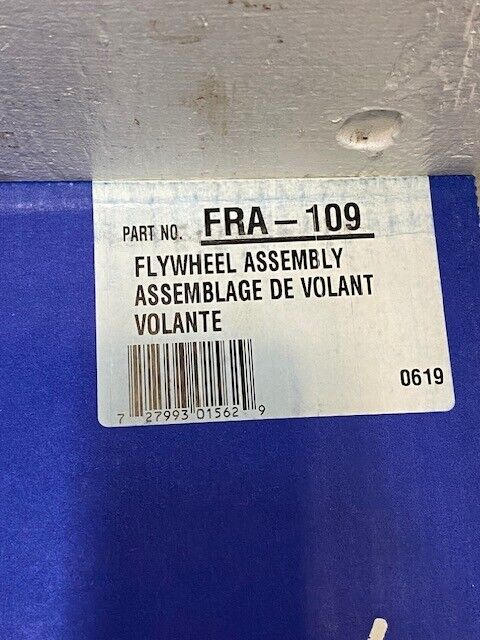 PART NO. FRA-109
FLYWHEEL ASSEMBLY
ASSEMBLAGE DE VOLANT
VOLANTE
0619
7 27993 01562 9